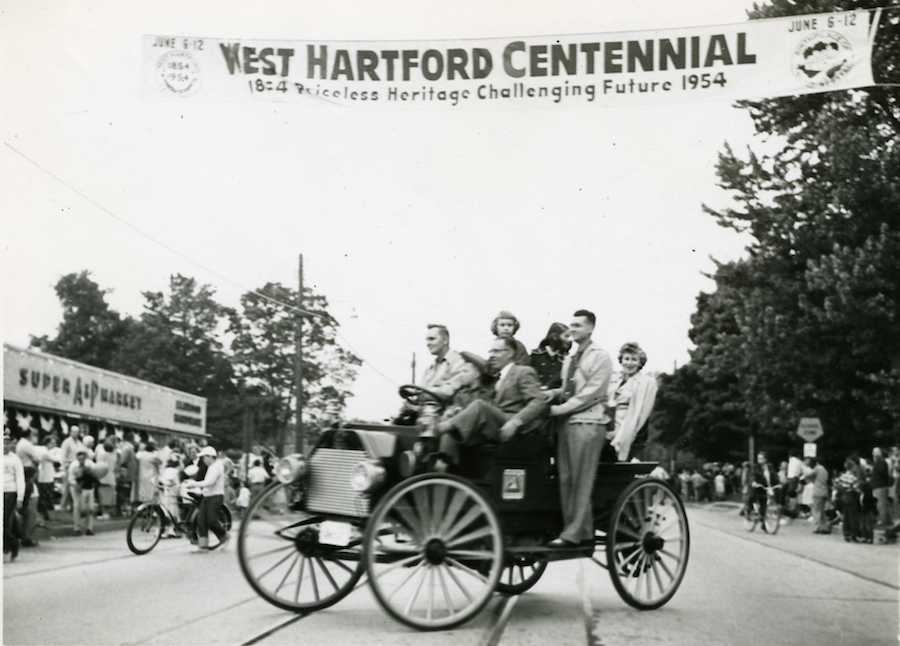 JUNE 6-12
1854
1954
WEST HARTFORD CENTENNIAL
1854 Priceless Heritage Challenging Future 1954
JUNE 6-12
SUPER A&P MARKET